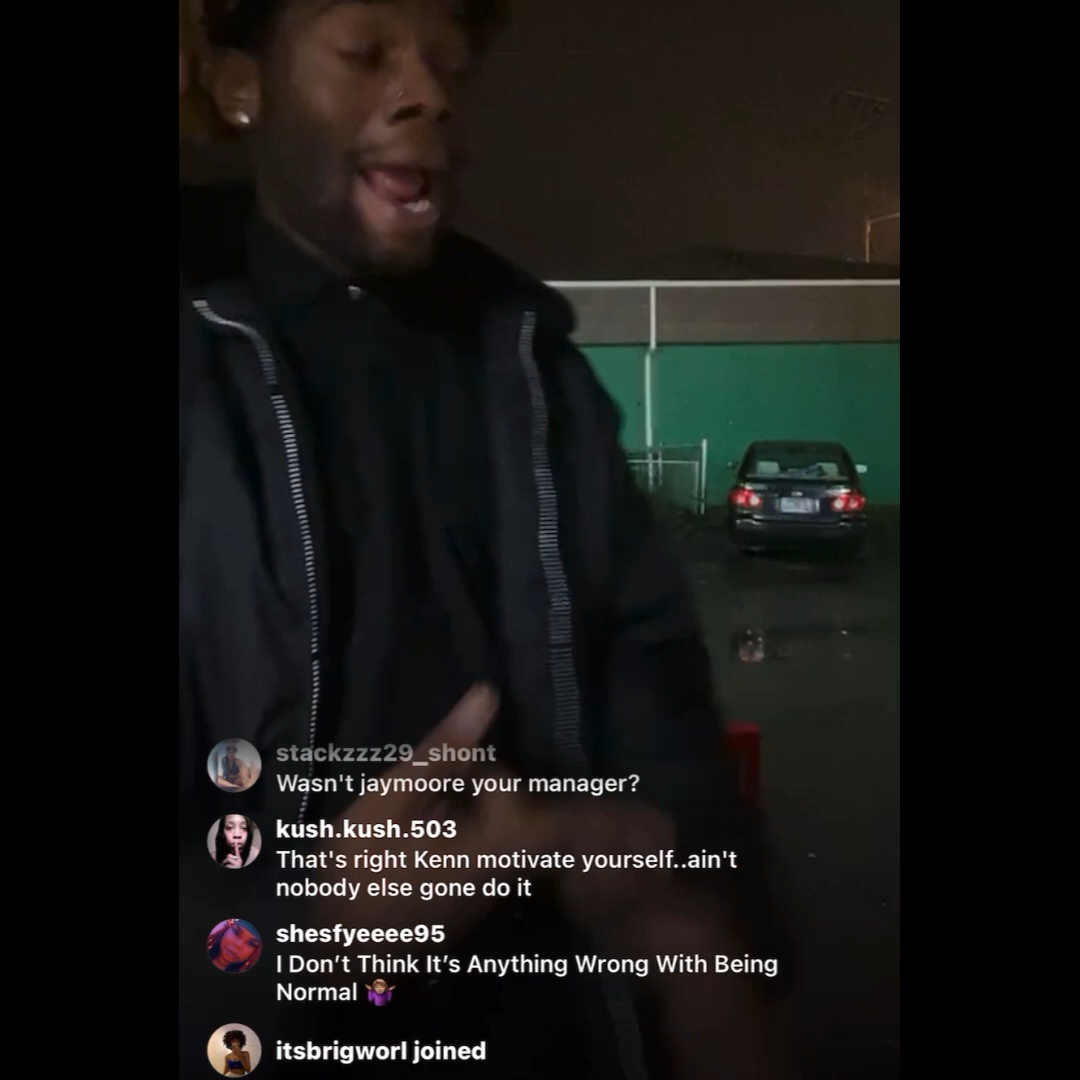 stackzzz29_shont
Wasn't jaymoore your manager?
kush.kush.503
That's right Kenn motivate yourself..ain't
nobody else gone do it
shesfyeeee95
I Don’t Think It’s Anything Wrong With Being
Normal 🤷🏽‍♀️
itsbrigworl joined